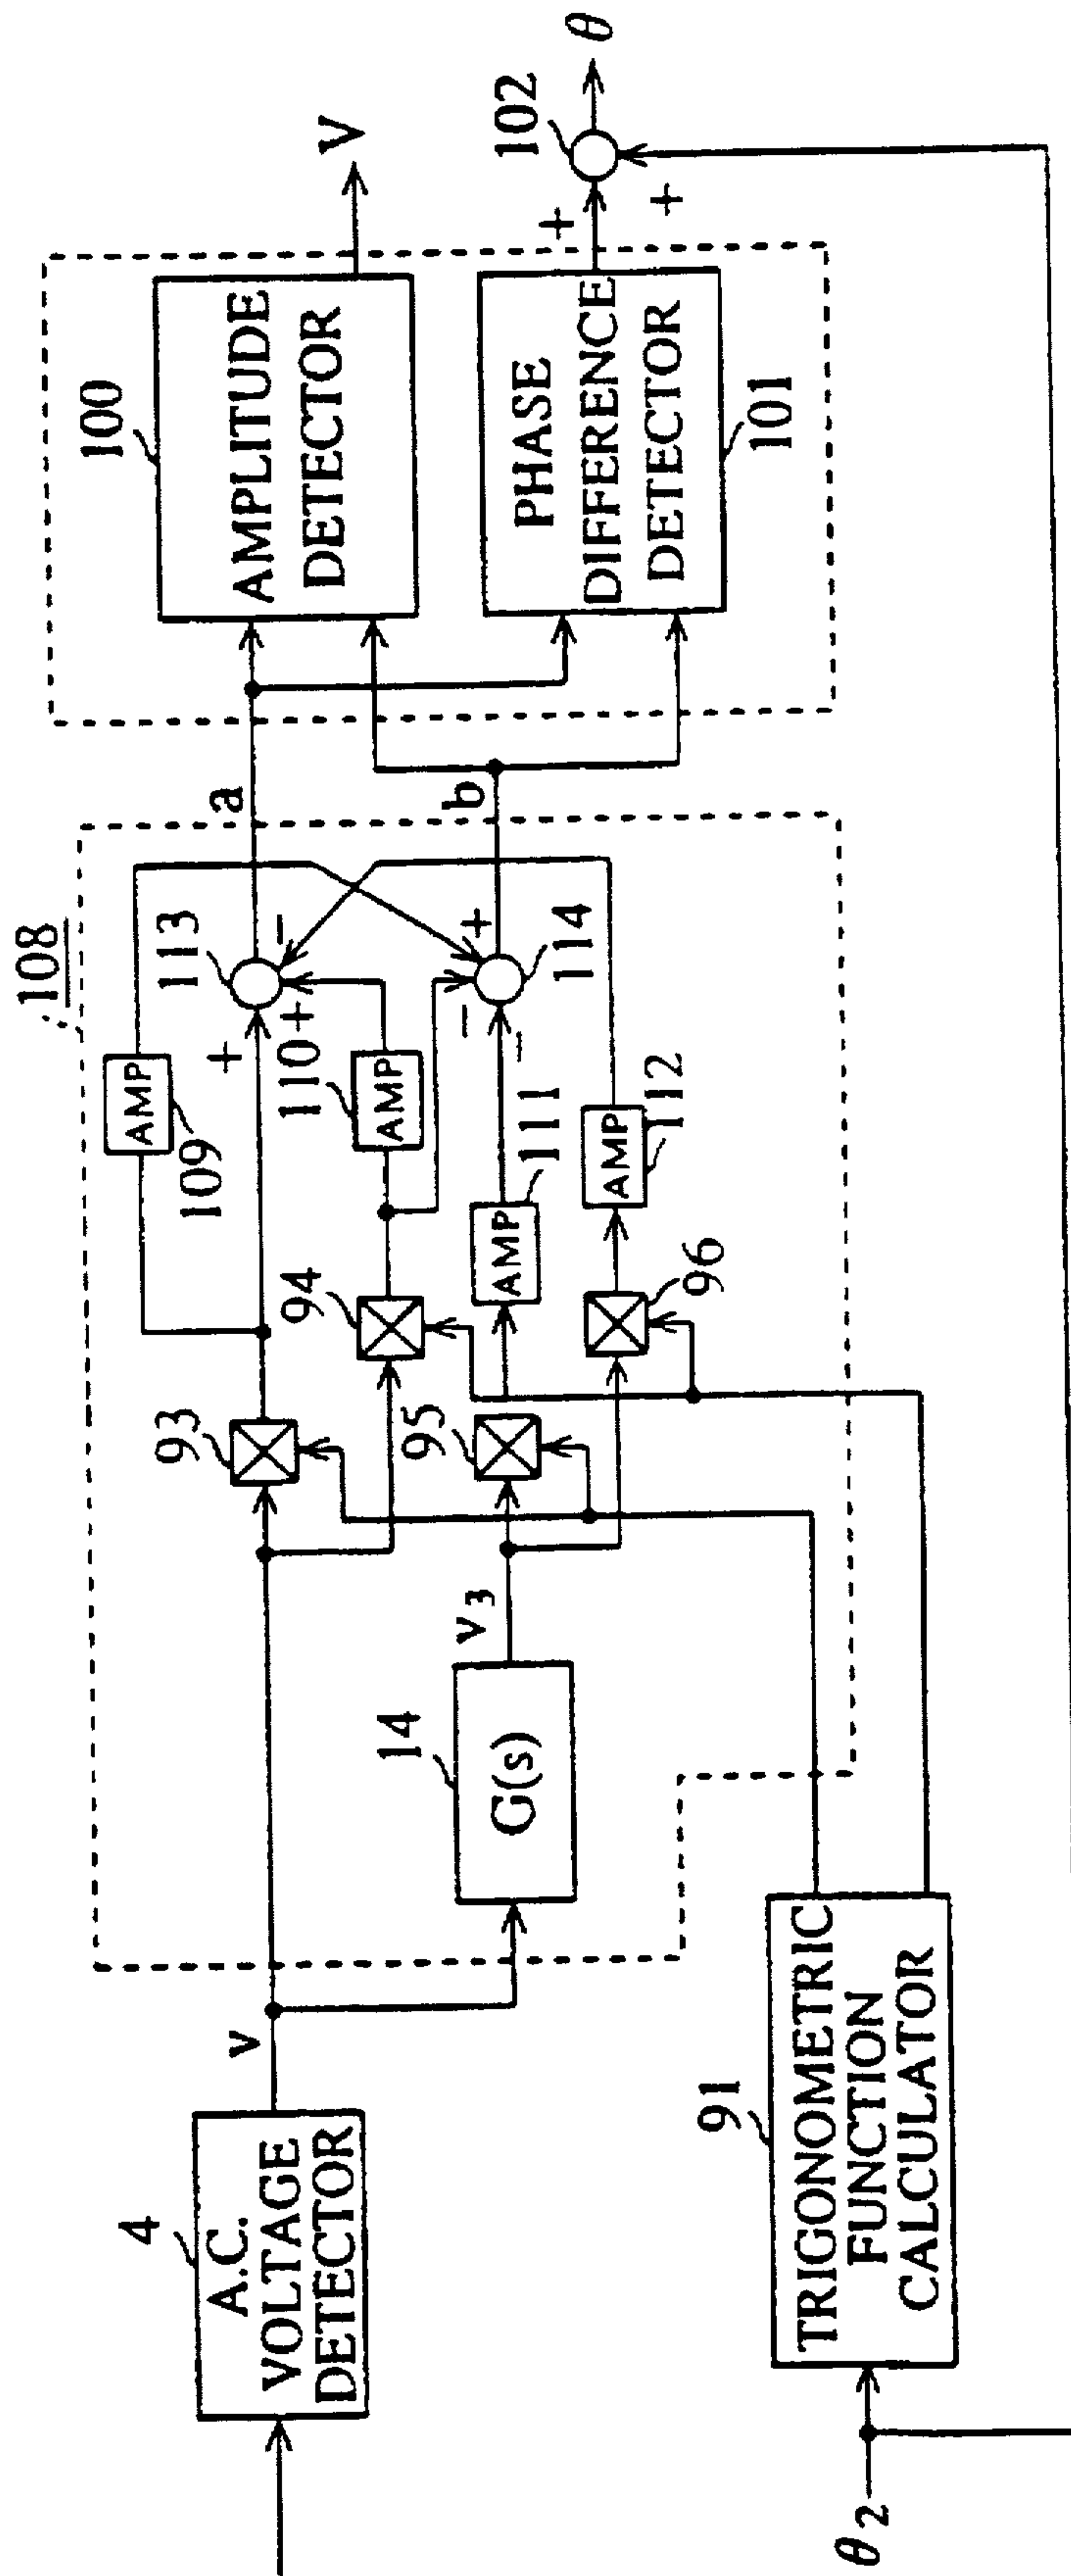 108
4
A.C.
VOLTAGE
DETECTOR
v
14
G(s)
v3
93
94
95
96
AMP
109
110
AMP
AMP
111
AMP
112
+
+
−
113
−
−
+
114
a
b
100
AMPLITUDE
DETECTOR
V
PHASE
DIFFERENCE
DETECTOR
101
+
+
102
θ
θ2
91
TRIGONOMETRIC
FUNCTION
CALCULATOR